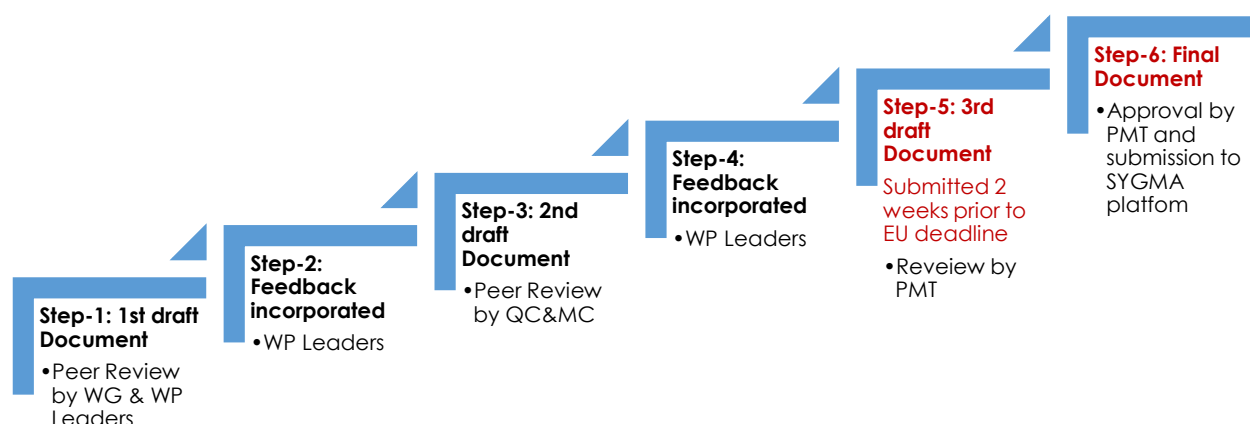 Step-1: 1st draft
Document
•Peer Review
by WG & WP
Leaders
Step-2:
Feedback
incorporated
•WP Leaders
Step-3: 2nd
draft
Document
•Peer Review
by QC&MC
Step-4:
Feedback
incorporated
•WP Leaders
Step-5: 3rd
draft
Document
Submitted 2
weeks prior to
EU deadline
•Reveiew by
PMT
Step-6: Final
Document
•Approval by
PMT and
submission to
SYGMA
platfom